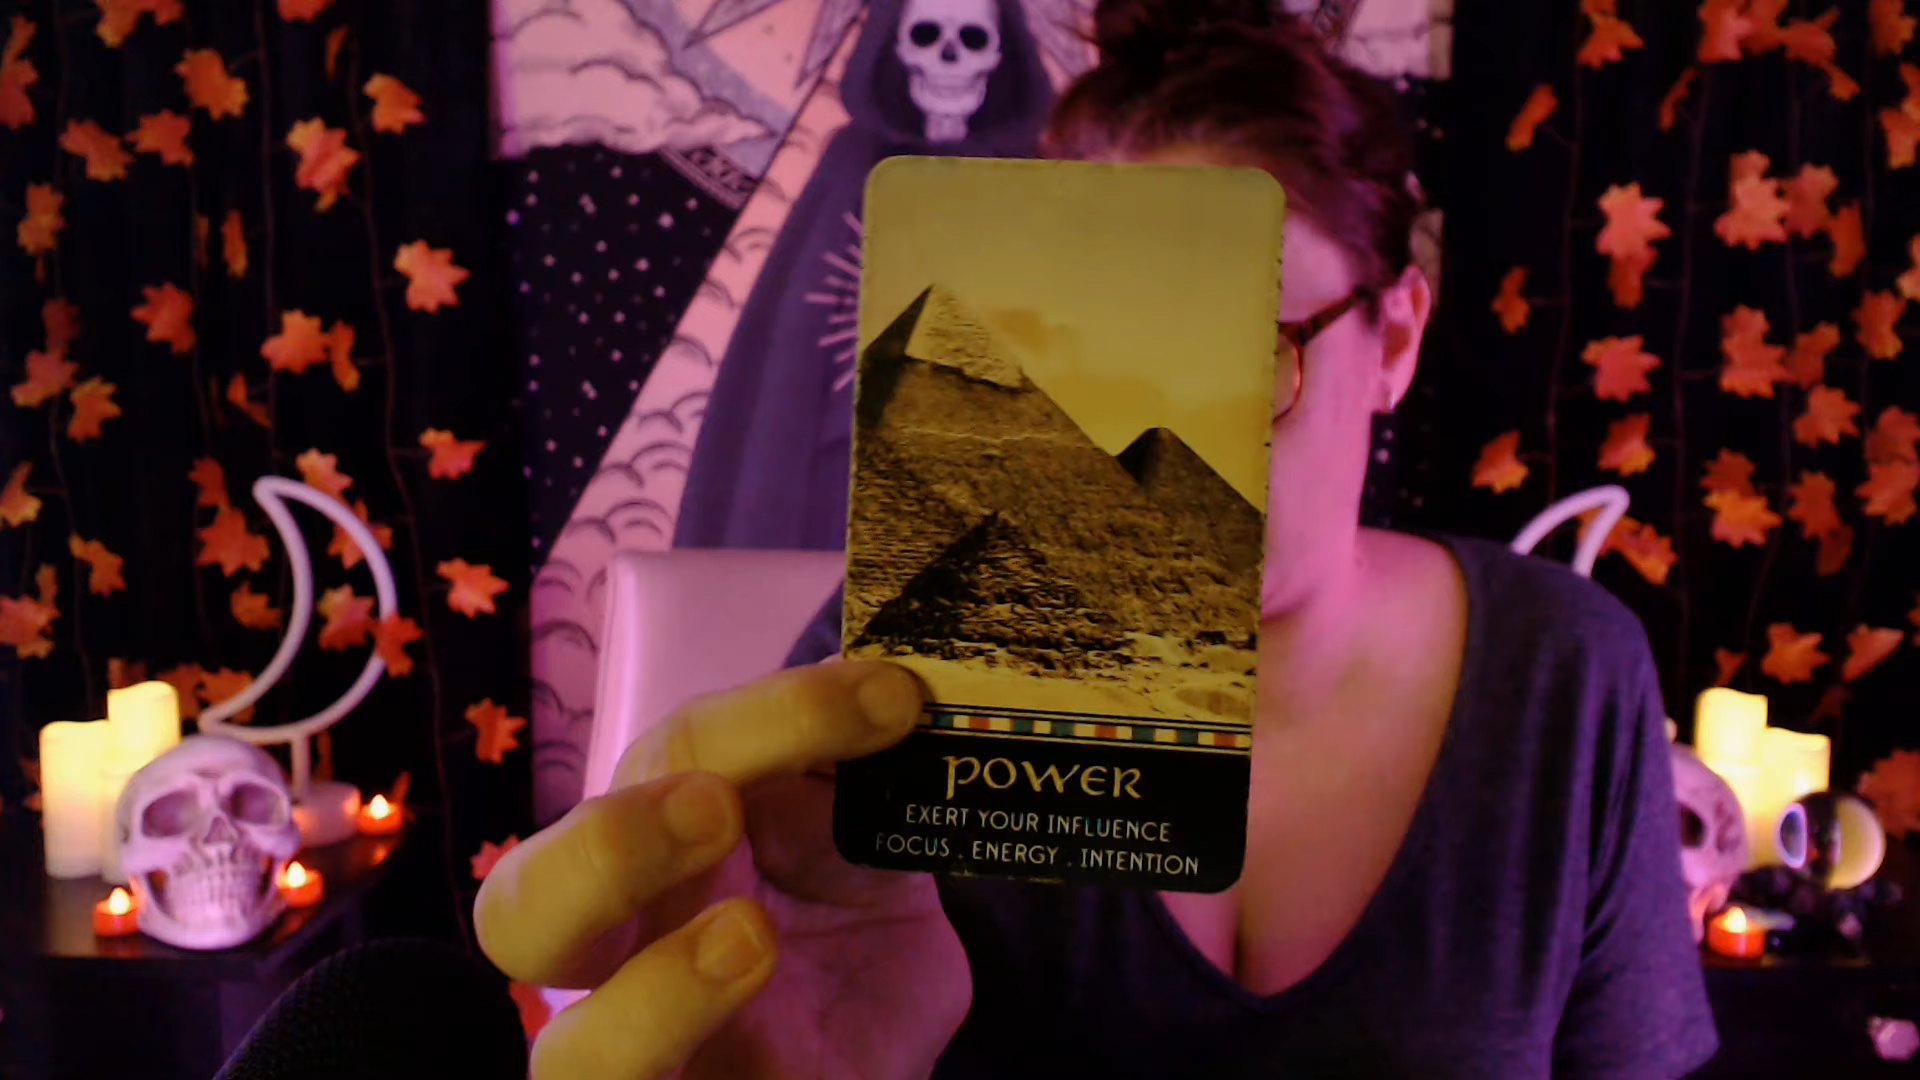 POWER
EXERT YOUR INFLUENCE
FOCUS . ENERGY . INTENTION